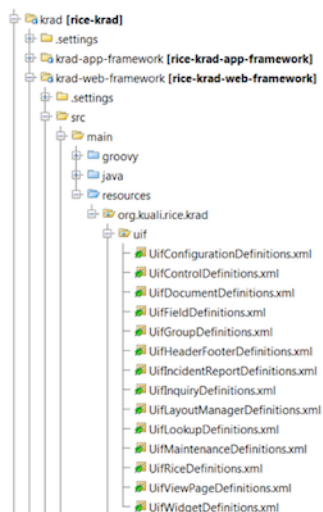 krad [rice-krad]
.settings
krad-app-framework [rice-krad-app-framework]
krad-web-framework [rice-krad-web-framework]
.settings
src
main
groovy
java
resources
org.kuali.rice.krad
uif
UifConfigurationDefinitions.xml
UifControlDefinitions.xml
UifDocumentDefinitions.xml
UifFieldDefinitions.xml
UifGroupDefinitions.xml
UifHeaderFooterDefinitions.xml
UifIncidentReportDefinitions.xml
UifInquiryDefinitions.xml
UifLayoutManagerDefinitions.xml
UifLookupDefinitions.xml
UifMaintenanceDefinitions.xml
UifRiceDefinitions.xml
UifViewPageDefinitions.xml
UifWidgetDefinitions.xml